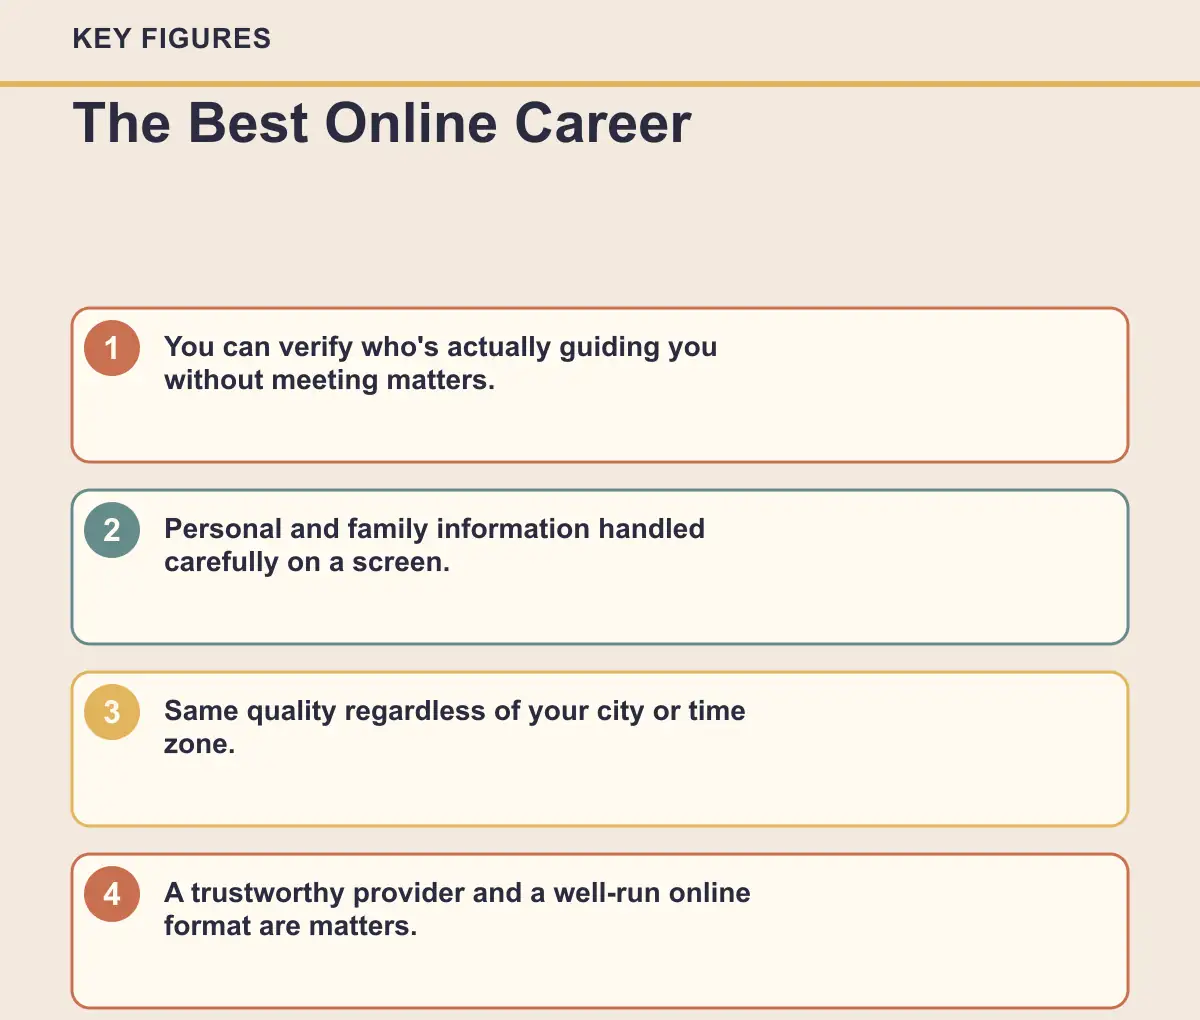 KEY FIGURES
The Best Online Career
1
You can verify who's actually guiding you
without meeting matters.
2
Personal and family information handled
carefully on a screen.
3
Same quality regardless of your city or time
zone.
4
A trustworthy provider and a well-run online
format are matters.